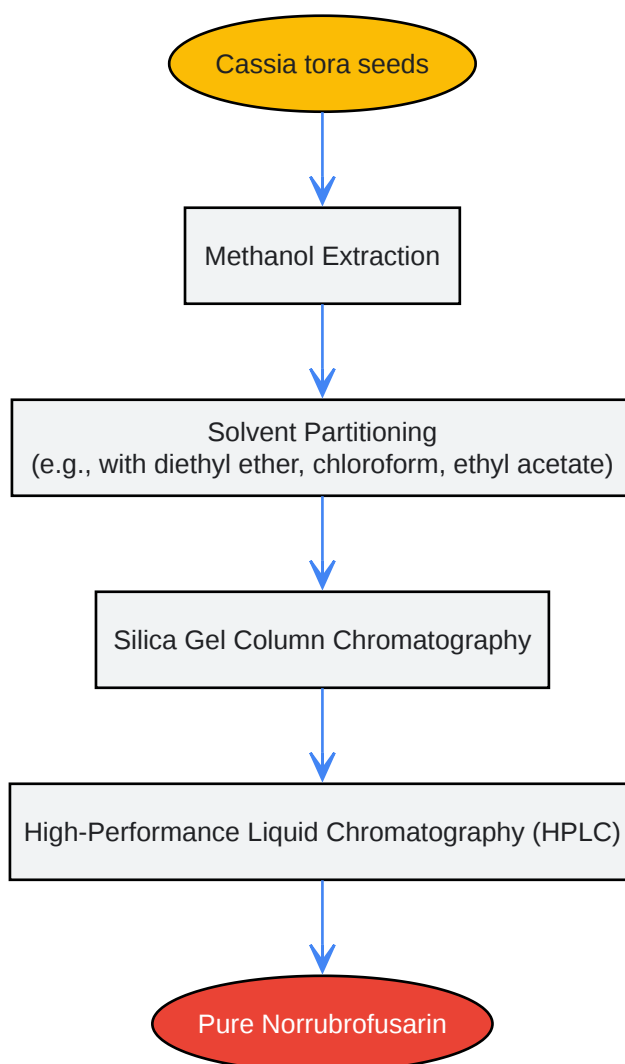 Cassia tora seeds
Methanol Extraction
Solvent Partitioning
(e.g., with diethyl ether, chloroform, ethyl acetate)
Silica Gel Column Chromatography
High-Performance Liquid Chromatography (HPLC)
Pure Norrubrofusarin